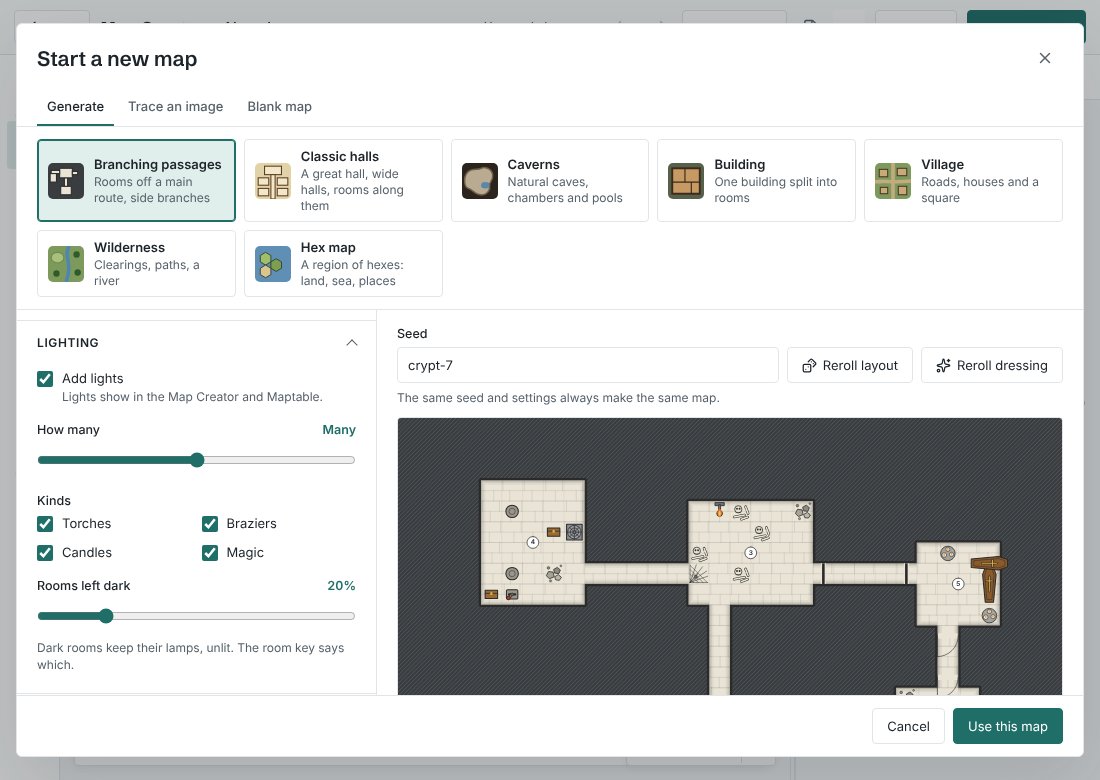 Start a new map
Generate
Trace an image
Blank map
Branching passages
Rooms off a main
route, side branches
Classic halls
A great hall, wide
halls, rooms along
them
Caverns
Natural caves,
chambers and pools
Building
One building split into
rooms
Village
Roads, houses and a
square
Wilderness
Clearings, paths, a
river
Hex map
A region of hexes:
land, sea, places
LIGHTING
Add lights
Lights show in the Map Creator and Maptable.
How many
Many
Kinds
Torches
Braziers
Candles
Magic
Rooms left dark
20%
Dark rooms keep their lamps, unlit. The room key says
which.
Seed
crypt-7
Reroll layout
Reroll dressing
The same seed and settings always make the same map.
4
3
5
Cancel
Use this map